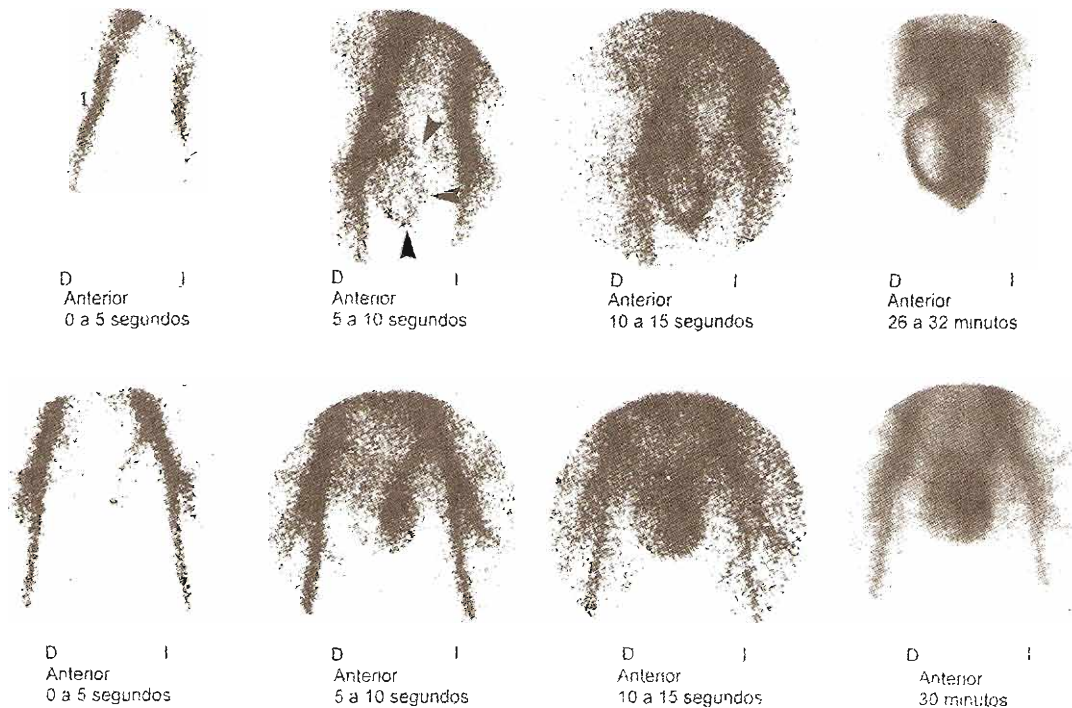 D I
Anterior
0 a 5 segundos
D I
Anterior
5 a 10 segundos
D I
Anterior
10 a 15 segundos
D I
Anterior
26 a 32 minutos
D I
Anterior
0 a 5 segundos
D I
Anterior
5 a 10 segundos
D I
Anterior
10 a 15 segundos
D I
Anterior
30 minutos